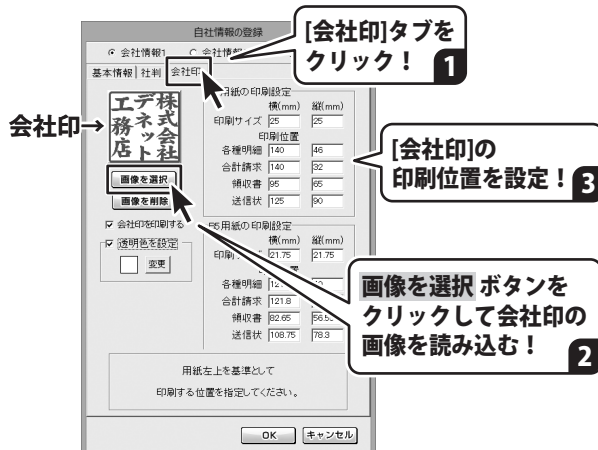 自社情報の登録
会社情報1
会社情報
基本情報
社判
会社印
[会社印]タブを
クリック！
1
会社印→
株式会社
デネット
工務店
画像を選択
画像を削除
会社印を印刷する
透明色を設定
変更
用紙の印刷設定
横(mm) 縦(mm)
印刷サイズ 25 25
印刷位置
各種明細 140 46
合計請求 140 32
領収書 95 65
送信状 125 90
[会社印]の
印刷位置を設定！
3
B5用紙の印刷設定
横(mm) 縦(mm)
21.75 21.75
各種明細
合計請求 121.8
領収書 82.65
送信状 108.75 78.3
画像を選択 ボタンを
クリックして会社印の
画像を読み込む！
2
用紙左上を基準として
印刷する位置を指定してください。
OK キャンセル